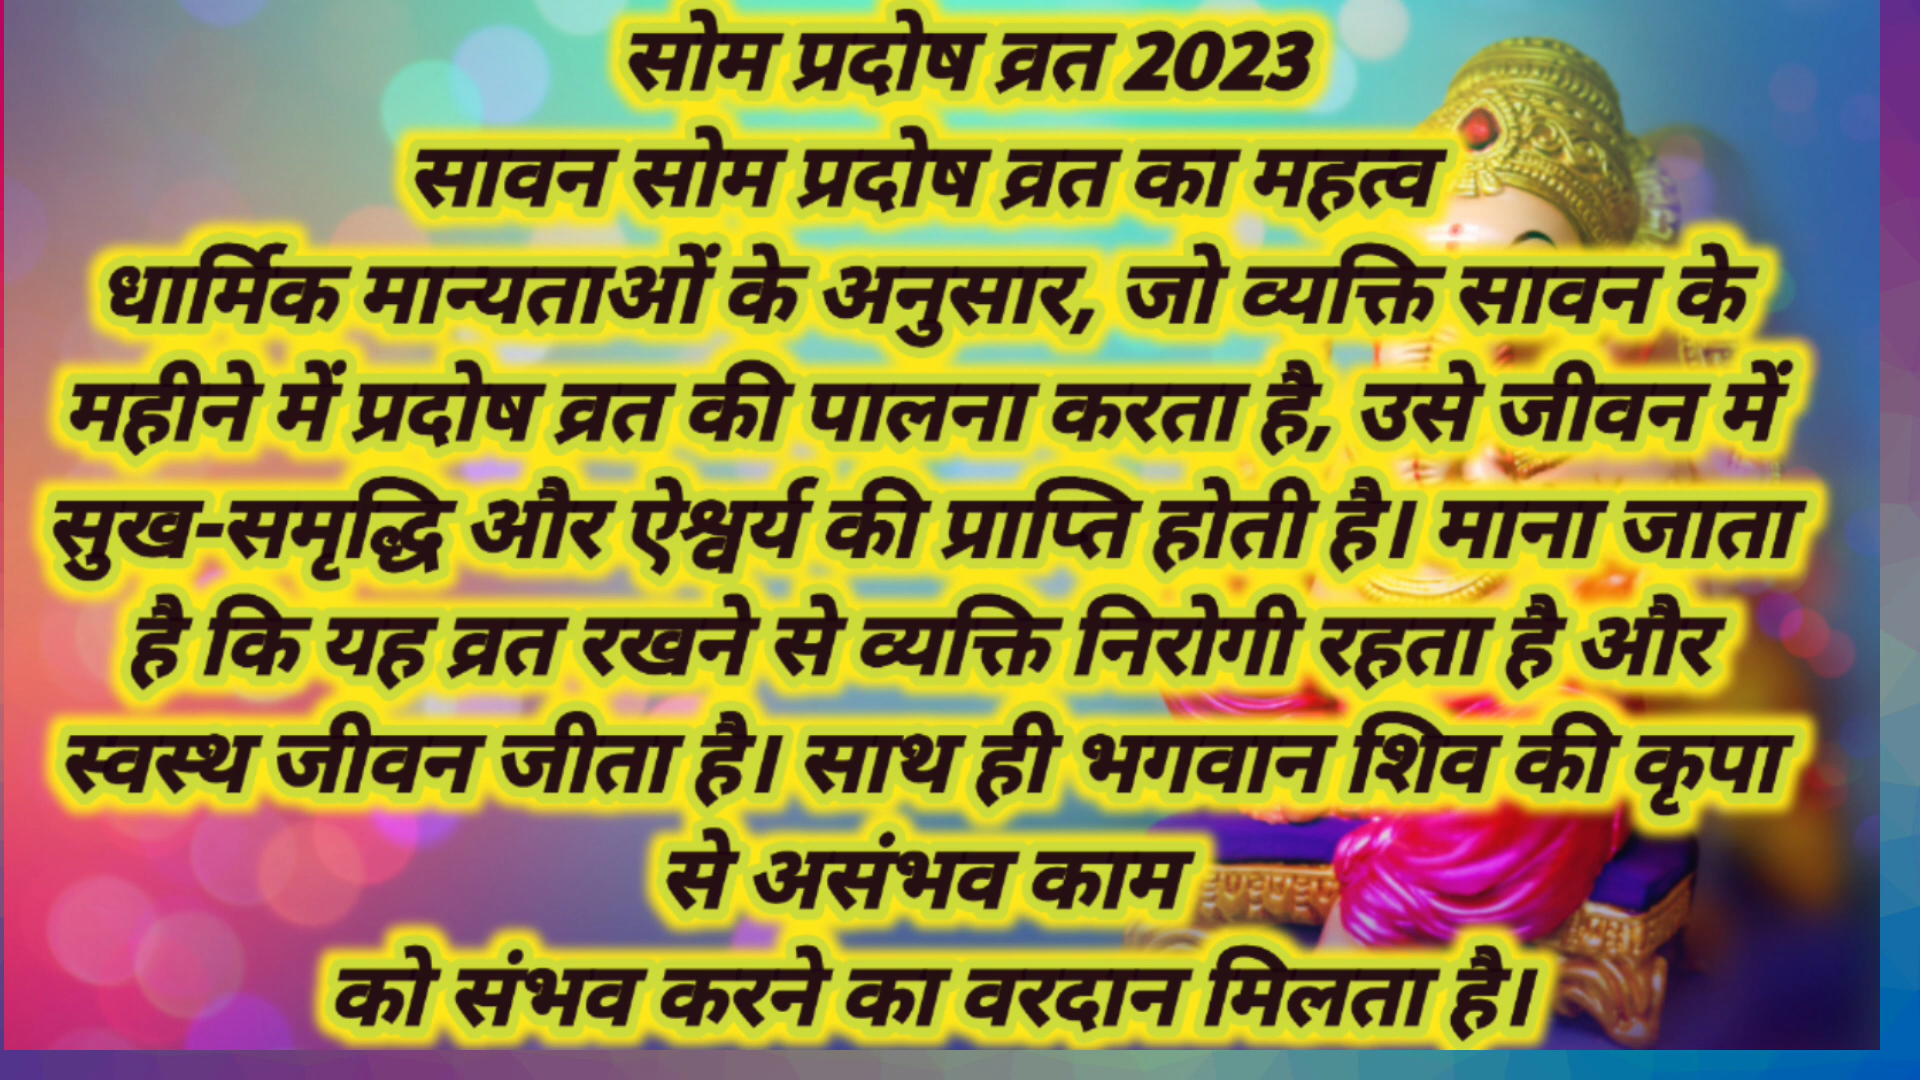 सोम प्रदोष व्रत 2023
सावन सोम प्रदोष व्रत का महत्व
धार्मिक मान्यताओं के अनुसार, जो व्यक्ति सावन के
महीने में प्रदोष व्रत की पालना करता है, उसे जीवन में
सुख-समृद्धि और ऐश्वर्य की प्राप्ति होती है। माना जाता
है कि यह व्रत रखने से व्यक्ति निरोगी रहता है और
स्वस्थ जीवन जीता है। साथ ही भगवान शिव की कृपा
से असंभव काम
को संभव करने का वरदान मिलता है।